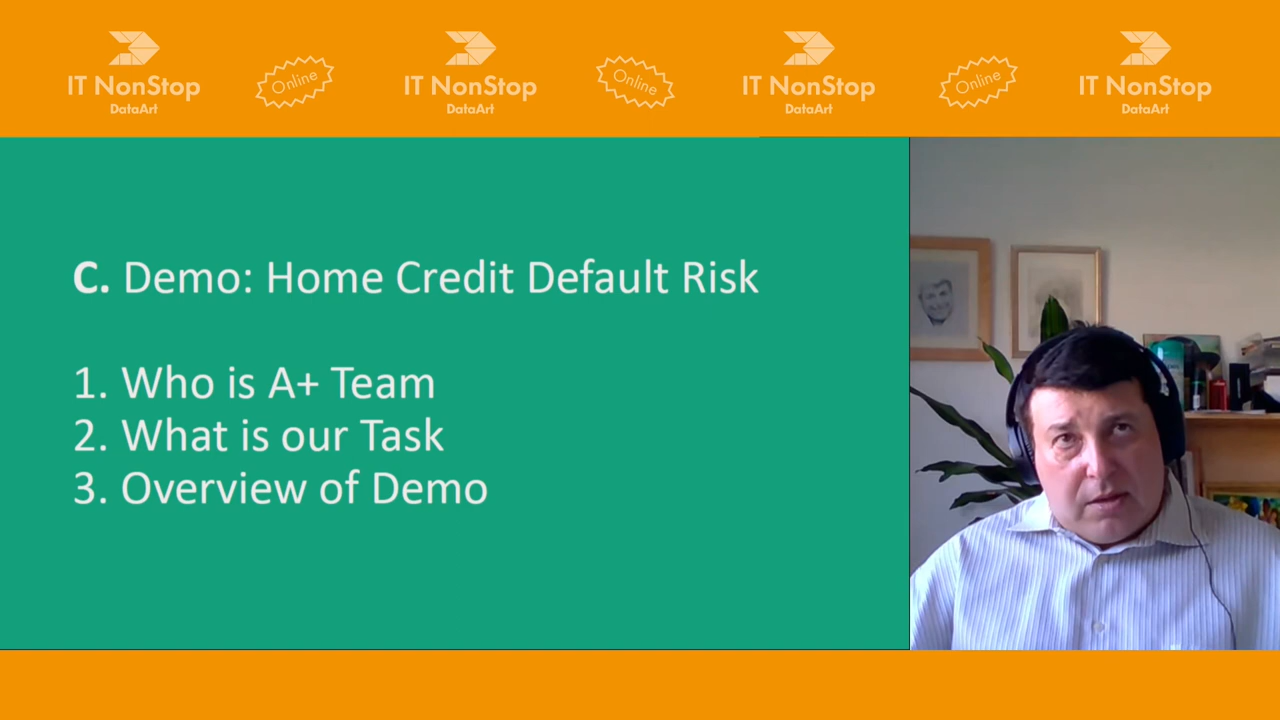 IT NonStop
DataArt
Online
IT NonStop
DataArt
Online
IT NonStop
DataArt
Online
IT NonStop
DataArt
C. Demo: Home Credit Default Risk
1. Who is A+ Team
2. What is our Task
3. Overview of Demo